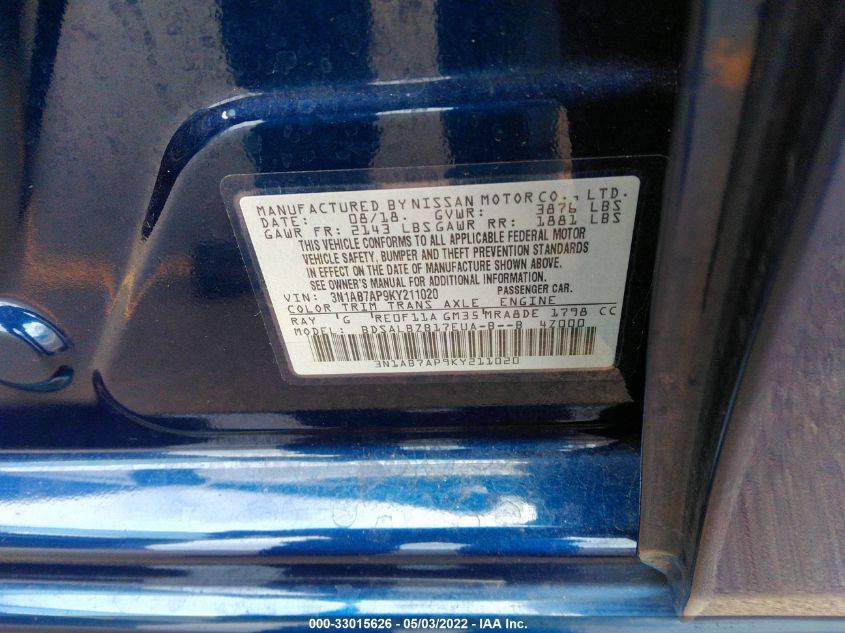 MANUFACTURED BY NISSAN MOTOR CO., LTD.
DATE: 08/18 GVWR: 3876 LBS
GAWR FR: 2143 LBS GAWR RR: 1881 LBS
THIS VEHICLE CONFORMS TO ALL APPLICABLE FEDERAL MOTOR
VEHICLE SAFETY, BUMPER AND THEFT PREVENTION STANDARDS
IN EFFECT ON THE DATE OF MANUFACTURE SHOWN ABOVE.
SEE OWNER'S MANUAL FOR ADDITIONAL INFORMATION.
VIN: 3N1AB7AP9KY211020 PASSENGER CAR.
COLOR TRIM TRANS AXLE ENGINE
RAY G RE0F11A GM35 MRA8DE 1798 CC
MODEL: BDSALBZB17EUA-B--B 4Z000
3N1AB7AP9KY211020
000-33015626 - 05/03/2022 - IAA Inc.